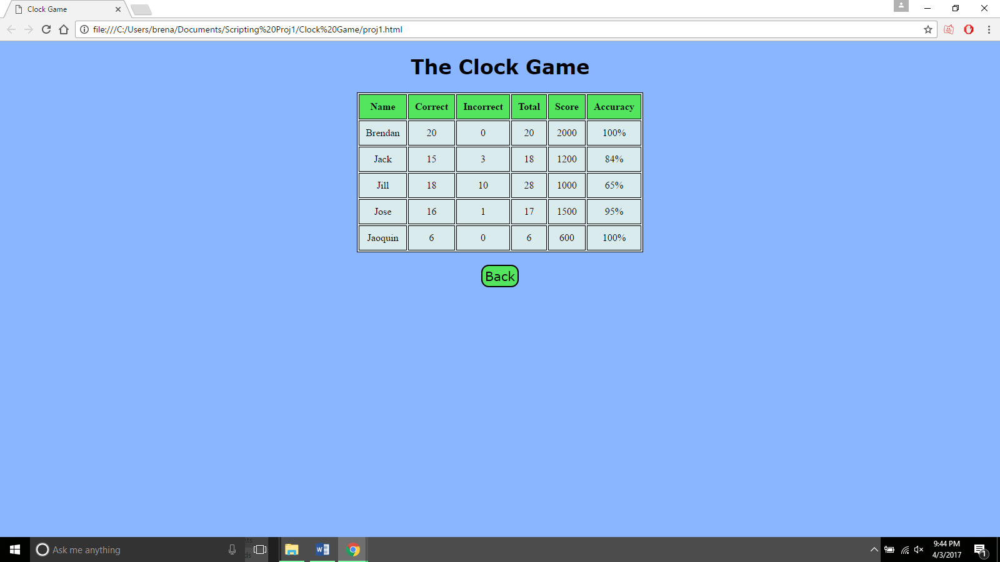 Clock Game
file:///C:/Users/brena/Documents/Scripting%20Proj1/Clock%20Game/proj1.html
The Clock Game
Name Correct Incorrect Total Score Accuracy
Brendan 20 0 20 2000 100%
Jack 15 3 18 1200 84%
Jill 18 10 28 1000 65%
Jose 16 1 17 1500 95%
Jaoquin 6 0 6 600 100%
Back
Ask me anything
9:44 PM
4/3/2017
1